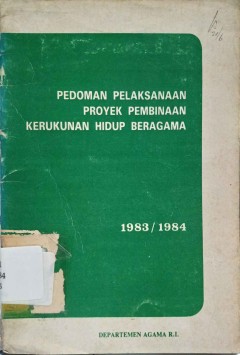 PEDOMAN PELAKSANAAN
PROYEK PEMBINAAN
KERUKUNAN HIDUP BERAGAMA
1983/1984
DEPARTEMEN AGAMA R.I.